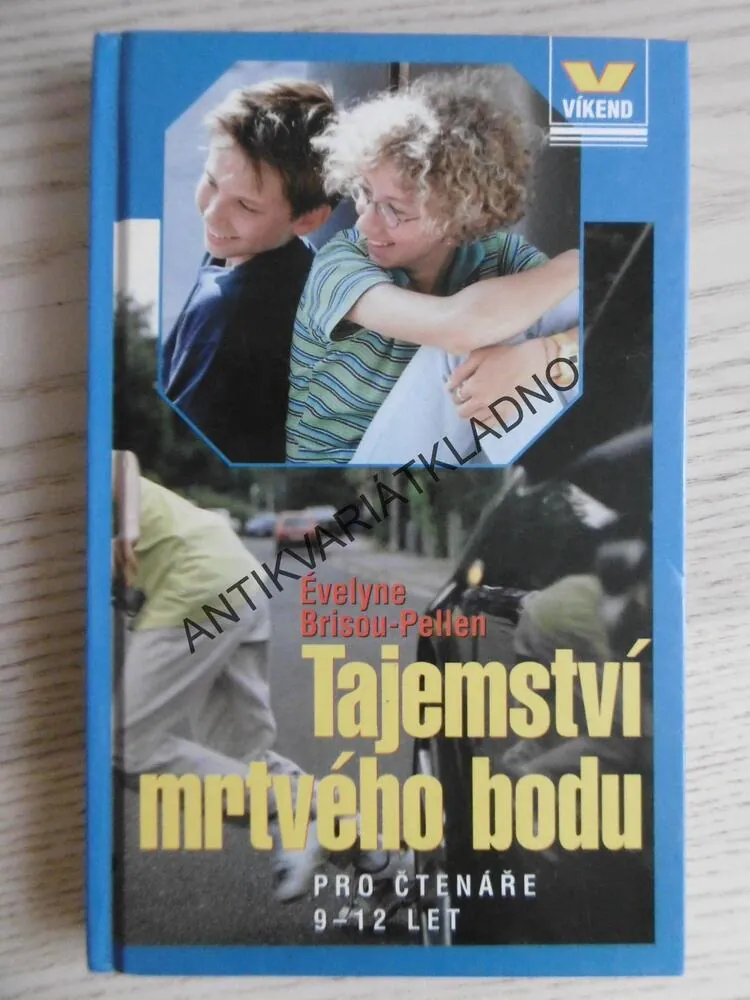 VÍKEND
ANTIKVARIÁTKLADNO
Évelyne
Brisou-Pellen
Tajemství
mrtvého bodu
PRO ČTENÁŘE
9–12 LET